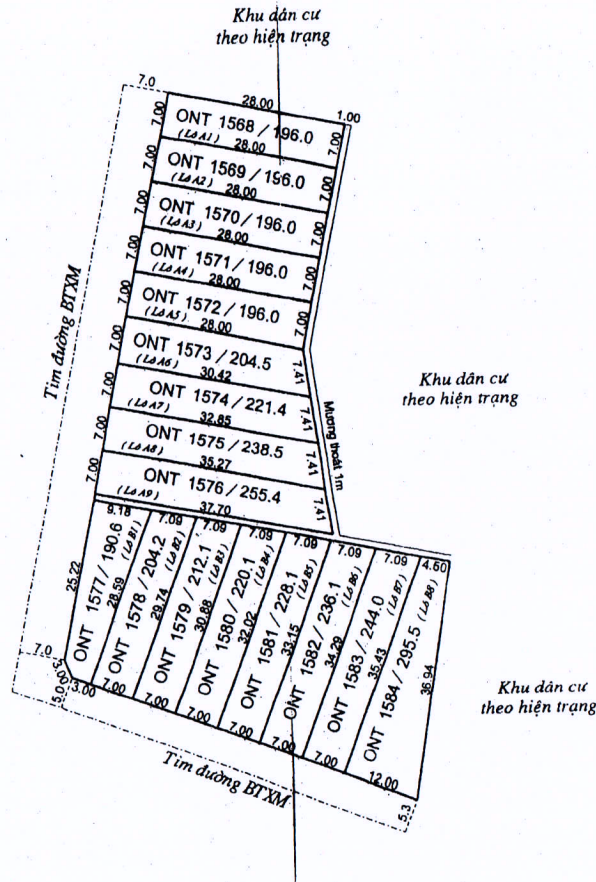 Khu dân cư
theo hiện trạng
7.0
28.00
1.00
7.00
ONT 1568 / 196.0
7.00
(Lô A1)
28.00
7.00
ONT 1569 / 196.0
7.00
(Lô A2)
28.00
7.00
ONT 1570 / 196.0
7.00
(Lô A3)
28.00
7.00
ONT 1571 / 196.0
7.00
(Lô A4)
28.00
7.00
ONT 1572 / 196.0
7.00
(Lô A5)
28.00
7.00
ONT 1573 / 204.5
7.41
(Lô A6)
30.42
7.00
ONT 1574 / 221.4
7.41
(Lô A7)
32.85
7.00
ONT 1575 / 238.5
7.41
(Lô A8)
35.27
7.00
ONT 1576 / 255.4
7.41
(Lô A9)
37.70
Tim đường BTXM
Mương thoát 1m
Khu dân cư
theo hiện trạng
9.18
7.09
7.09
7.09
7.09
7.09
7.09
4.50
25.22
ONT 1577 / 190.6
(Lô B1)
28.59
ONT 1578 / 204.2
(Lô B2)
29.74
ONT 1579 / 212.1
(Lô B3)
30.88
ONT 1580 / 220.1
(Lô B4)
32.02
ONT 1581 / 228.1
(Lô B5)
33.15
ONT 1582 / 236.1
(Lô B6)
34.29
ONT 1583 / 244.0
(Lô B7)
35.43
ONT 1584 / 295.5
(Lô B8)
36.94
7.0
5.00
5.0
3.00
7.00
7.00
7.00
7.00
7.00
7.00
12.00
5.3
Tim đường BTXM
Khu dân cư
theo hiện trạng